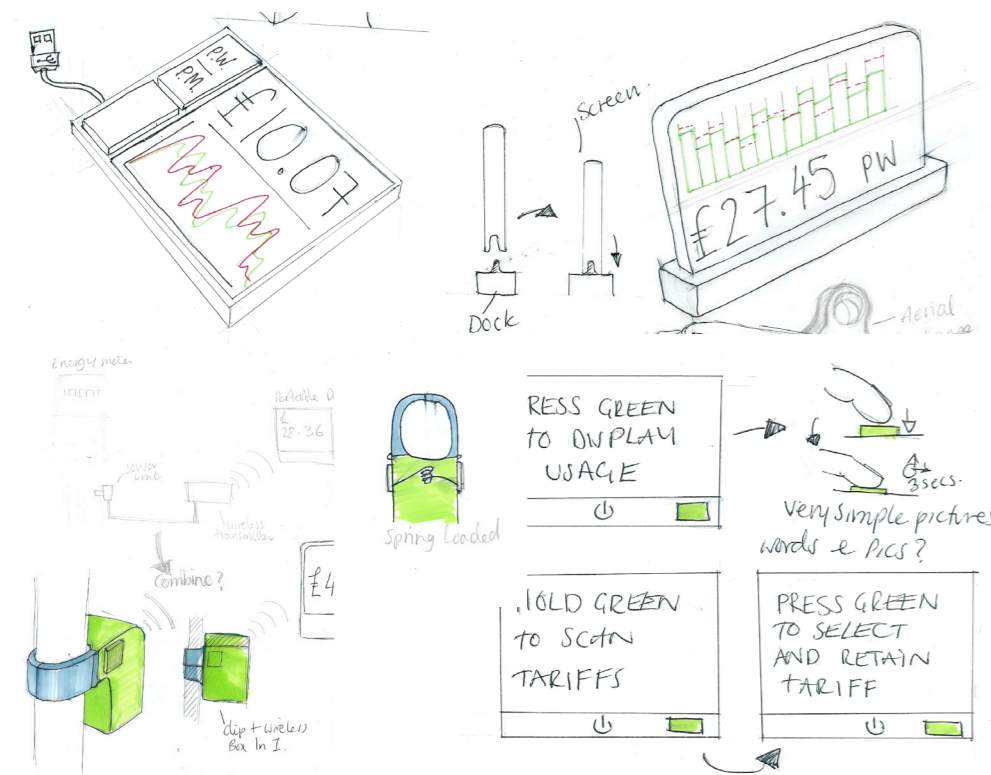 P.W.
P.M.
£10.07
Screen.
Dock
£27.45 PW
Aerial
Energy meter
Portable D
28.36
sensor
unit
wireless
transmitter
Combine?
£4
clip + wireless
Box In 1.
Spring Loaded
RESS GREEN
to DISPLAY
USAGE
3secs.
Very simple pictures
words & Pics?
HOLD GREEN
to SCAN
TARIFFS
PRESS GREEN
TO SELECT
AND RETAIN
TARIFF